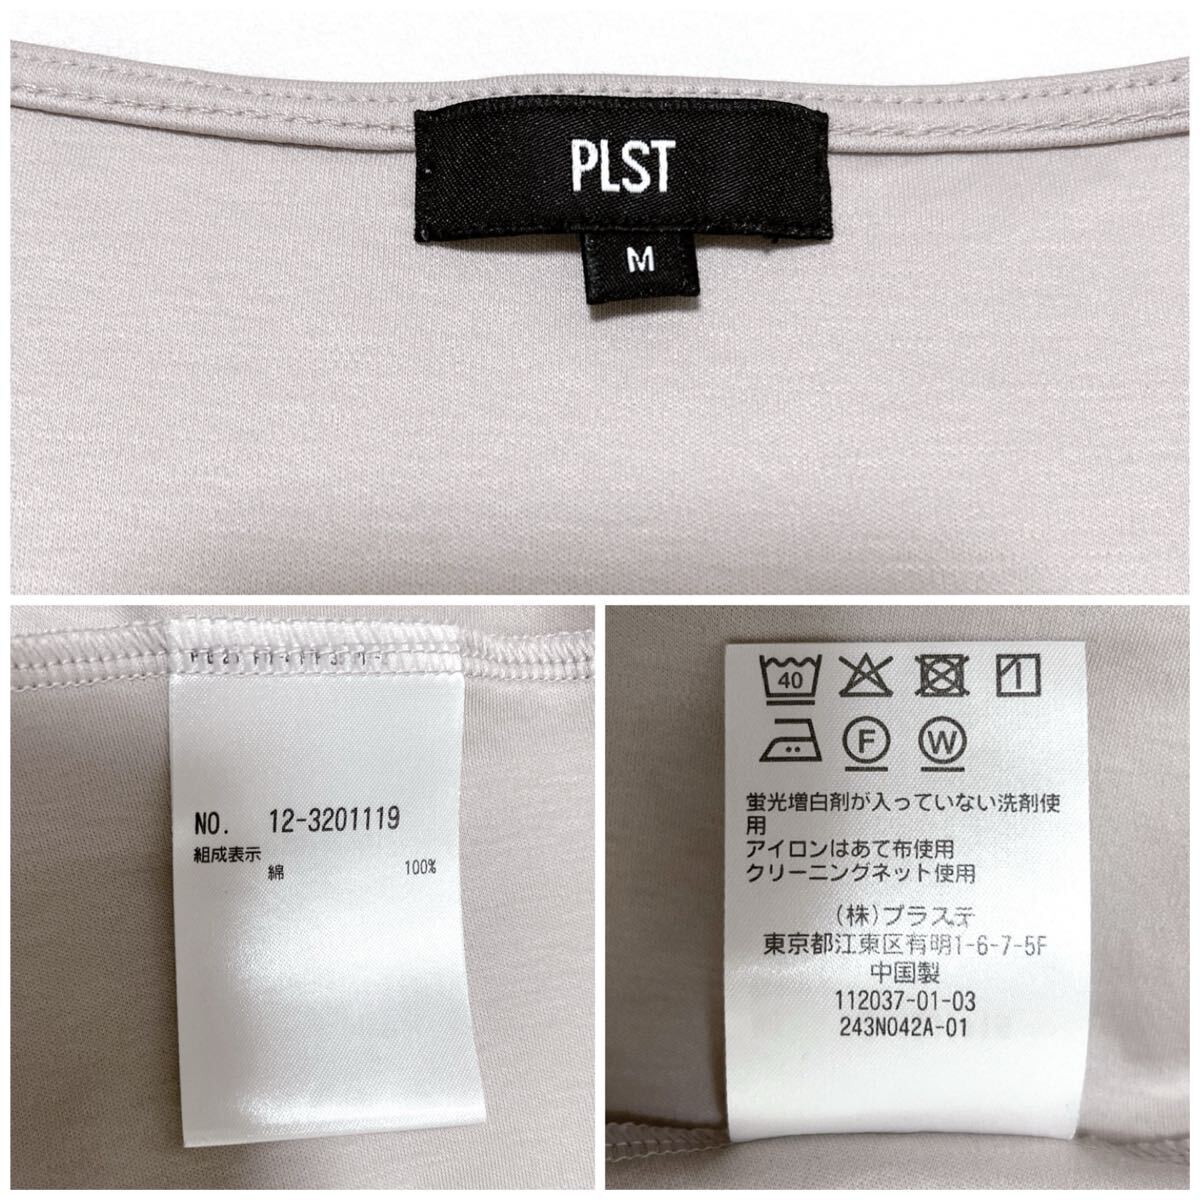 PLST
M
NO. 12-3201119
組成表示
綿 100%
40
F
W
蛍光増白剤が入っていない洗剤使
用
アイロンはあて布使用
クリーニングネット使用
(株)プラステ
東京都江東区有明1-6-7-5F
中国製
112037-01-03
243N042A-01